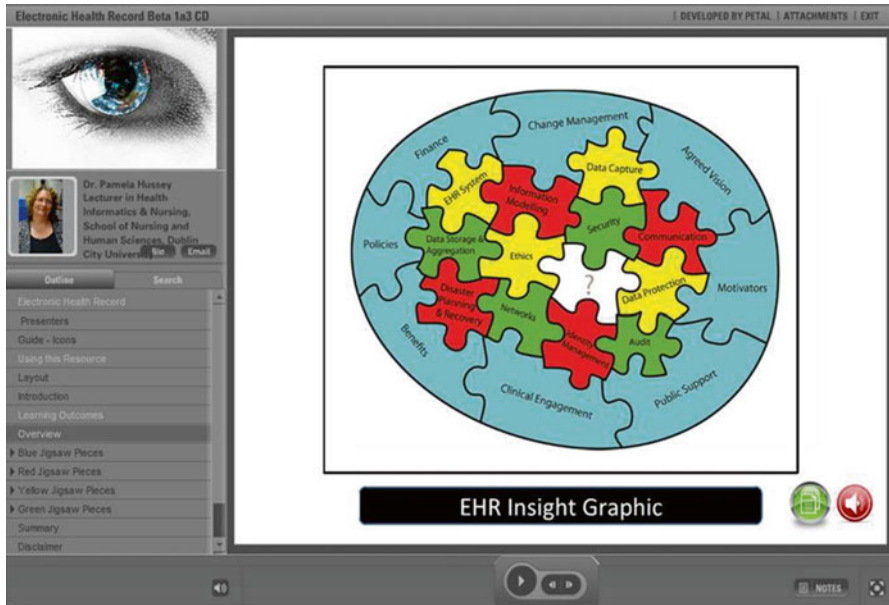 Electronic Health Record Beta 1a3 CD
| DEVELOPED BY PETAL | ATTACHMENTS | EXIT
Dr. Pamela Hussey
Lecturer in Health
Informatics & Nursing,
School of Nursing and
Human Sciences, Dublin
City University
Bio
Email
Outline
Search
Electronic Health Record
Presenters
Guide - Icons
Using this Resource
Layout
Introduction
Learning Outcomes
Overview
Blue Jigsaw Pieces
Red Jigsaw Pieces
Yellow Jigsaw Pieces
Green Jigsaw Pieces
Summary
Disclaimer
Finance
Change Management
Agreed Vision
Policies
Motivators
Benefits
Clinical Engagement
Public Support
EHR System
Information
Modelling
Data Capture
Data Storage &
Aggregation
Ethics
Security
Communication
Disaster
Planning
& Recovery
Networks
?
Data Protection
Identity
Management
Audit
EHR Insight Graphic
NOTES